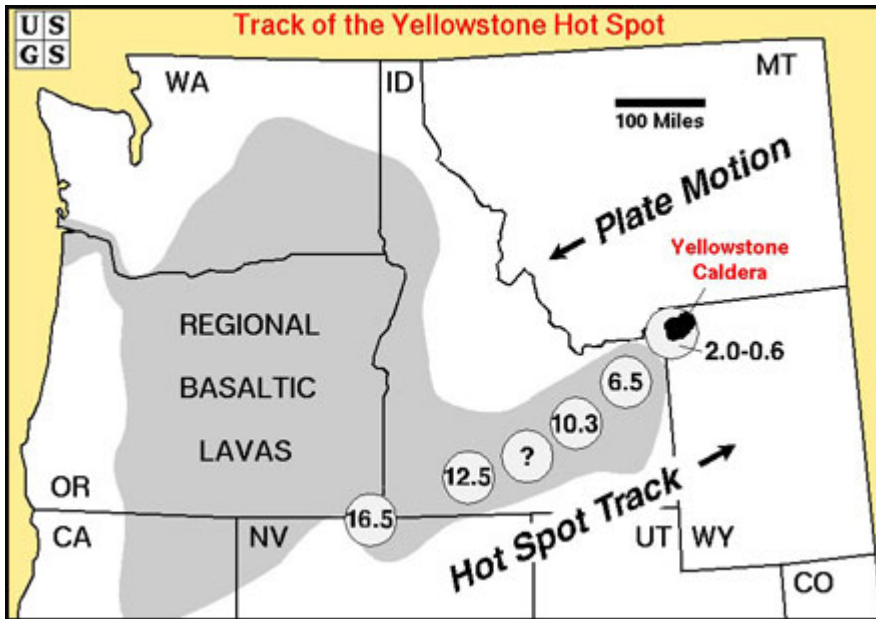 US
GS
Track of the Yellowstone Hot Spot
WA
ID
MT
100 Miles
Plate Motion
Yellowstone
Caldera
REGIONAL
BASALTIC
LAVAS
2.0-0.6
6.5
10.3
?
12.5
16.5
Hot Spot Track
OR
CA
NV
UT
WY
CO